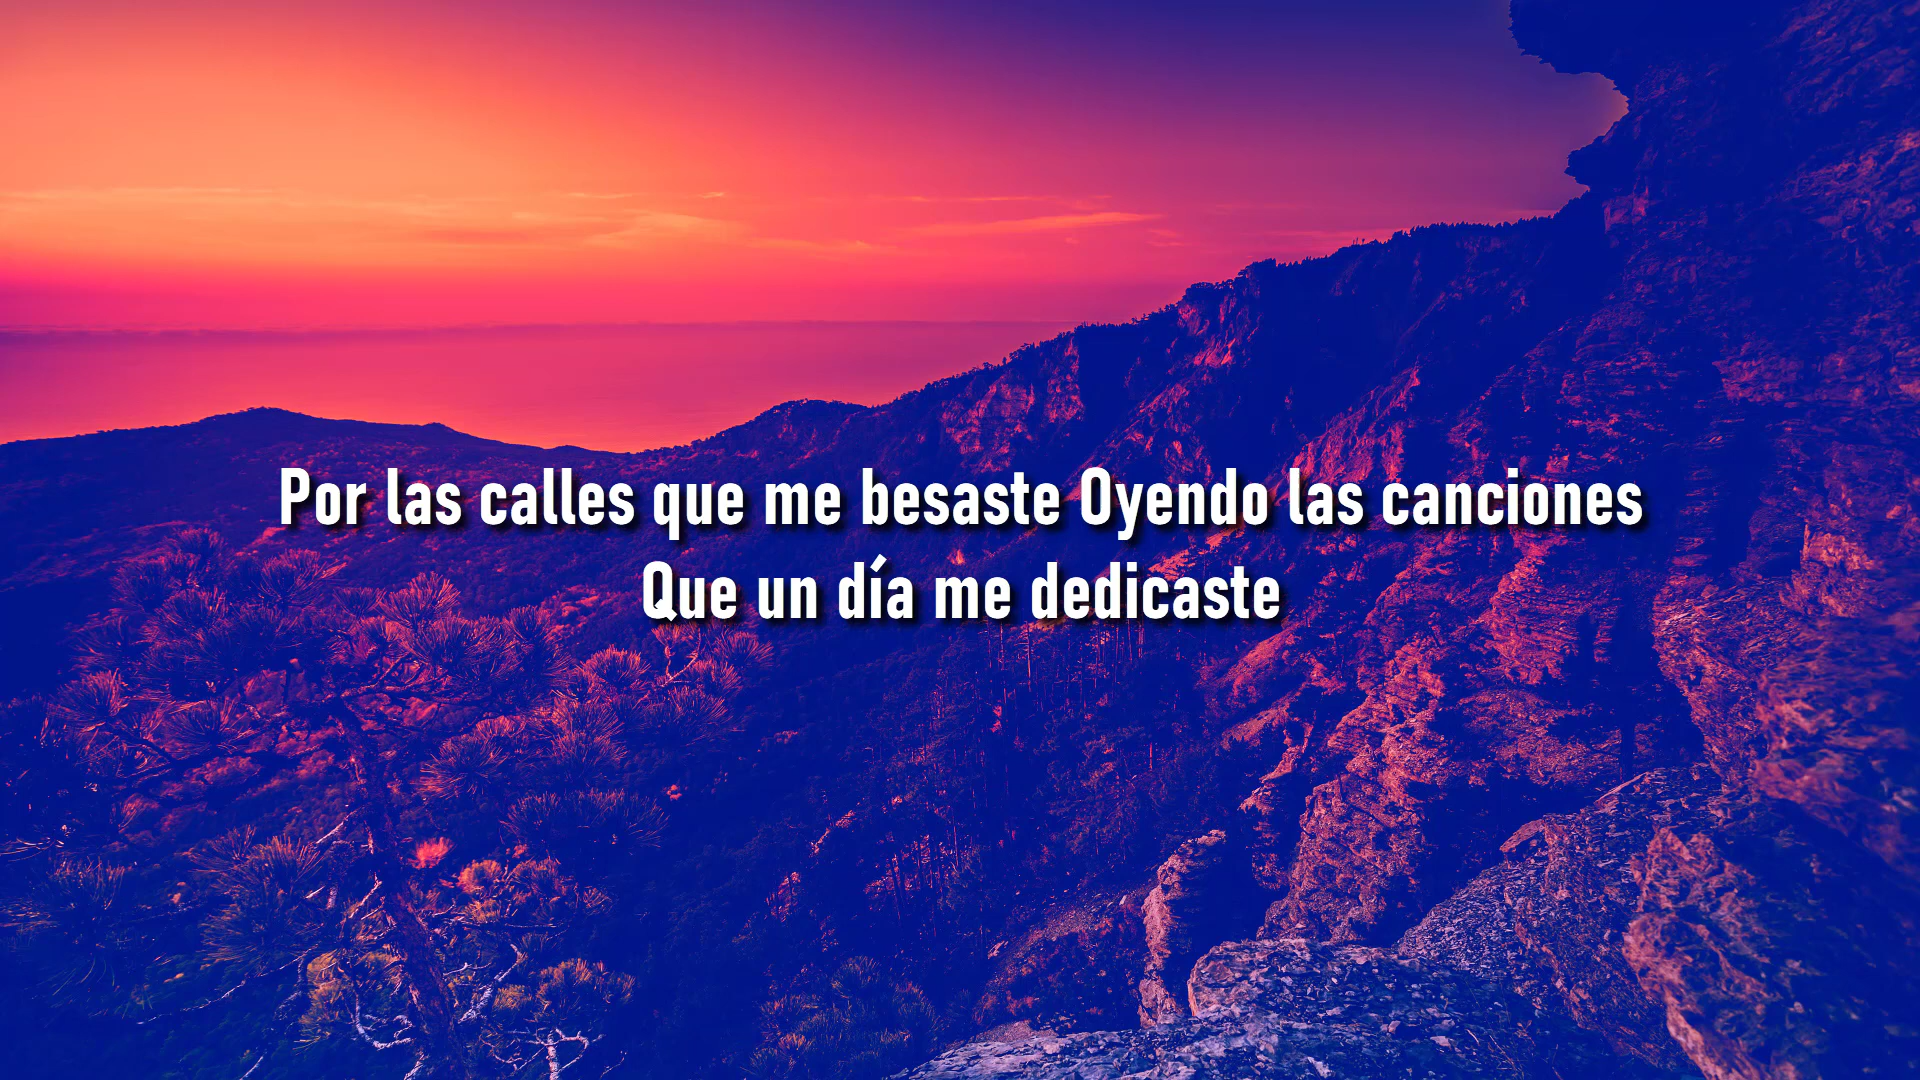 Por las calles que me besaste Oyendo las canciones
Que un día me dedicaste